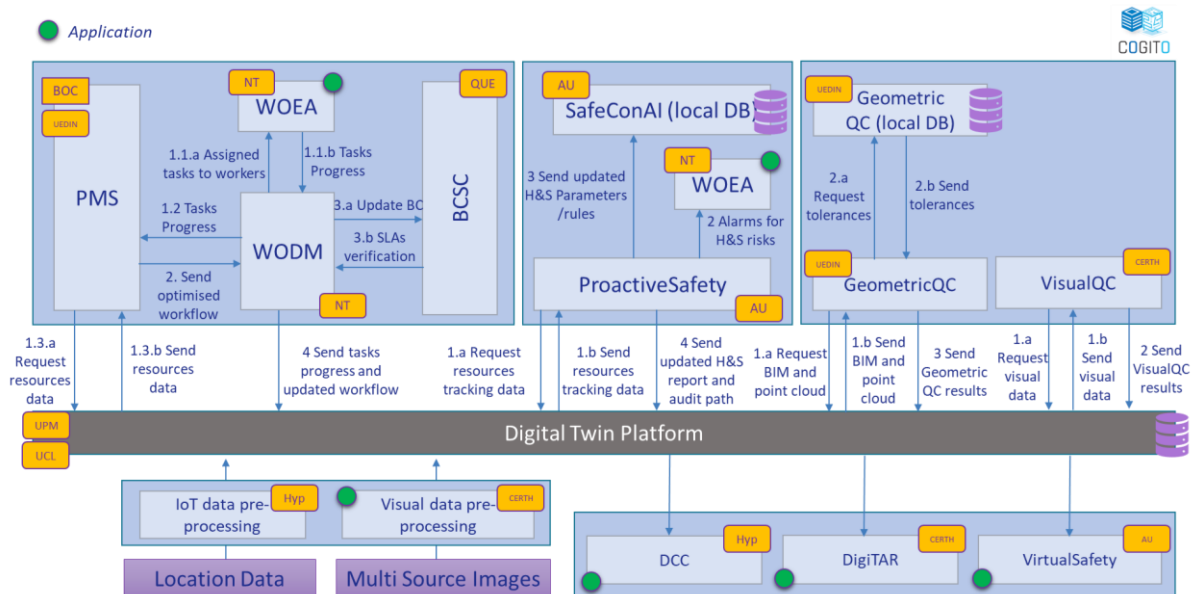 Application
COGITO
BOC
UEDIN
PMS
NT
WOEA
QUE
BCSC
1.1.a Assigned
tasks to workers
1.1.b Tasks
Progress
1.2 Tasks
Progress
WODM
NT
3.a Update BC
3.b SLAs
verification
2. Send
optimised
workflow
AU
SafeConAI (local DB)
3 Send updated
H&S Parameters
/rules
NT
WOEA
2 Alarms for
H&S risks
ProactiveSafety
AU
UEDIN
Geometric
QC (local DB)
2.a
Request
tolerances
2.b Send
tolerances
UEDIN
GeometricQC
CERTH
VisualQC
1.3.a
Request
resources
data
1.3.b Send
resources
data
4 Send tasks
progress and
updated workflow
1.a Request
resources
tracking data
1.b Send
resources
tracking data
4 Send
updated H&S
report and
audit path
1.a Request
BIM and
point cloud
1.b Send
BIM and
point
cloud
3 Send
Geometric
QC results
1.a
Request
visual
data
1.b
Send
visual
data
2 Send
VisualQC
results
UPM
UCL
Digital Twin Platform
IoT data pre-
processing
Hyp
Visual data pre-
processing
CERTH
Location Data
Multi Source Images
DCC
Hyp
DigiTAR
CERTH
VirtualSafety
AU